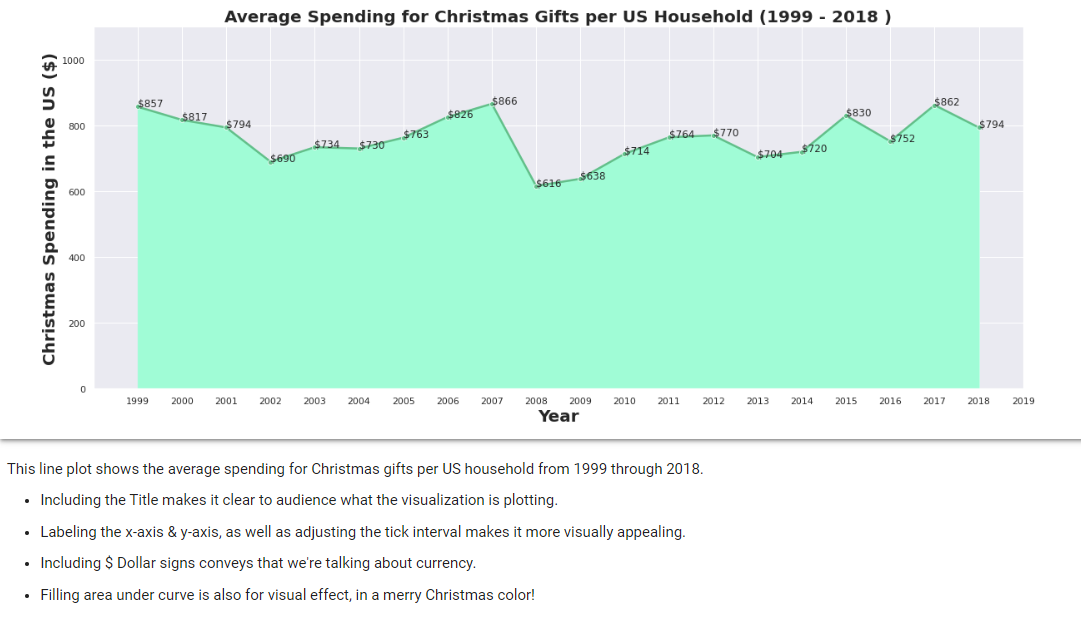 Average Spending for Christmas Gifts per US Household (1999 - 2018 )
Christmas Spending in the US ($)
1000
800
600
400
200
0
$857
$817
$794
$690
$734
$730
$763
$826
$866
$616
$638
$714
$764
$770
$704
$720
$830
$752
$862
$794
1999 2000 2001 2002 2003 2004 2005 2006 2007 2008 2009 2010 2011 2012 2013 2014 2015 2016 2017 2018 2019
Year
This line plot shows the average spending for Christmas gifts per US household from 1999 through 2018.
• Including the Title makes it clear to audience what the visualization is plotting.
• Labeling the x-axis & y-axis, as well as adjusting the tick interval makes it more visually appealing.
• Including $ Dollar signs conveys that we're talking about currency.
• Filling area under curve is also for visual effect, in a merry Christmas color!